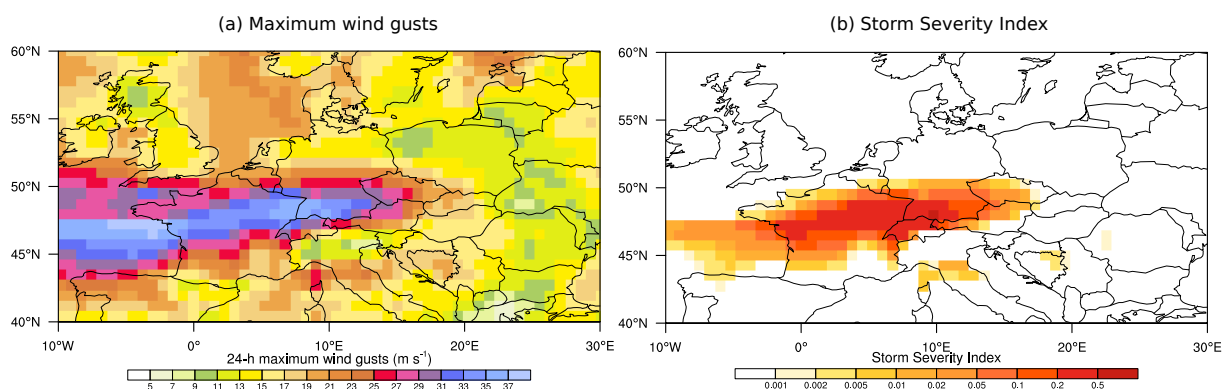 (a) Maximum wind gusts
60°N
55°N
50°N
45°N
40°N
10°W 0° 10°E 20°E 30°E
24-h maximum wind gusts (m s⁻¹)
5 7 9 11 13 15 17 19 21 23 25 27 29 31 33 35 37
(b) Storm Severity Index
60°N
55°N
50°N
45°N
40°N
10°W 0° 10°E 20°E 30°E
Storm Severity Index
0.001 0.002 0.005 0.01 0.02 0.05 0.1 0.2 0.5